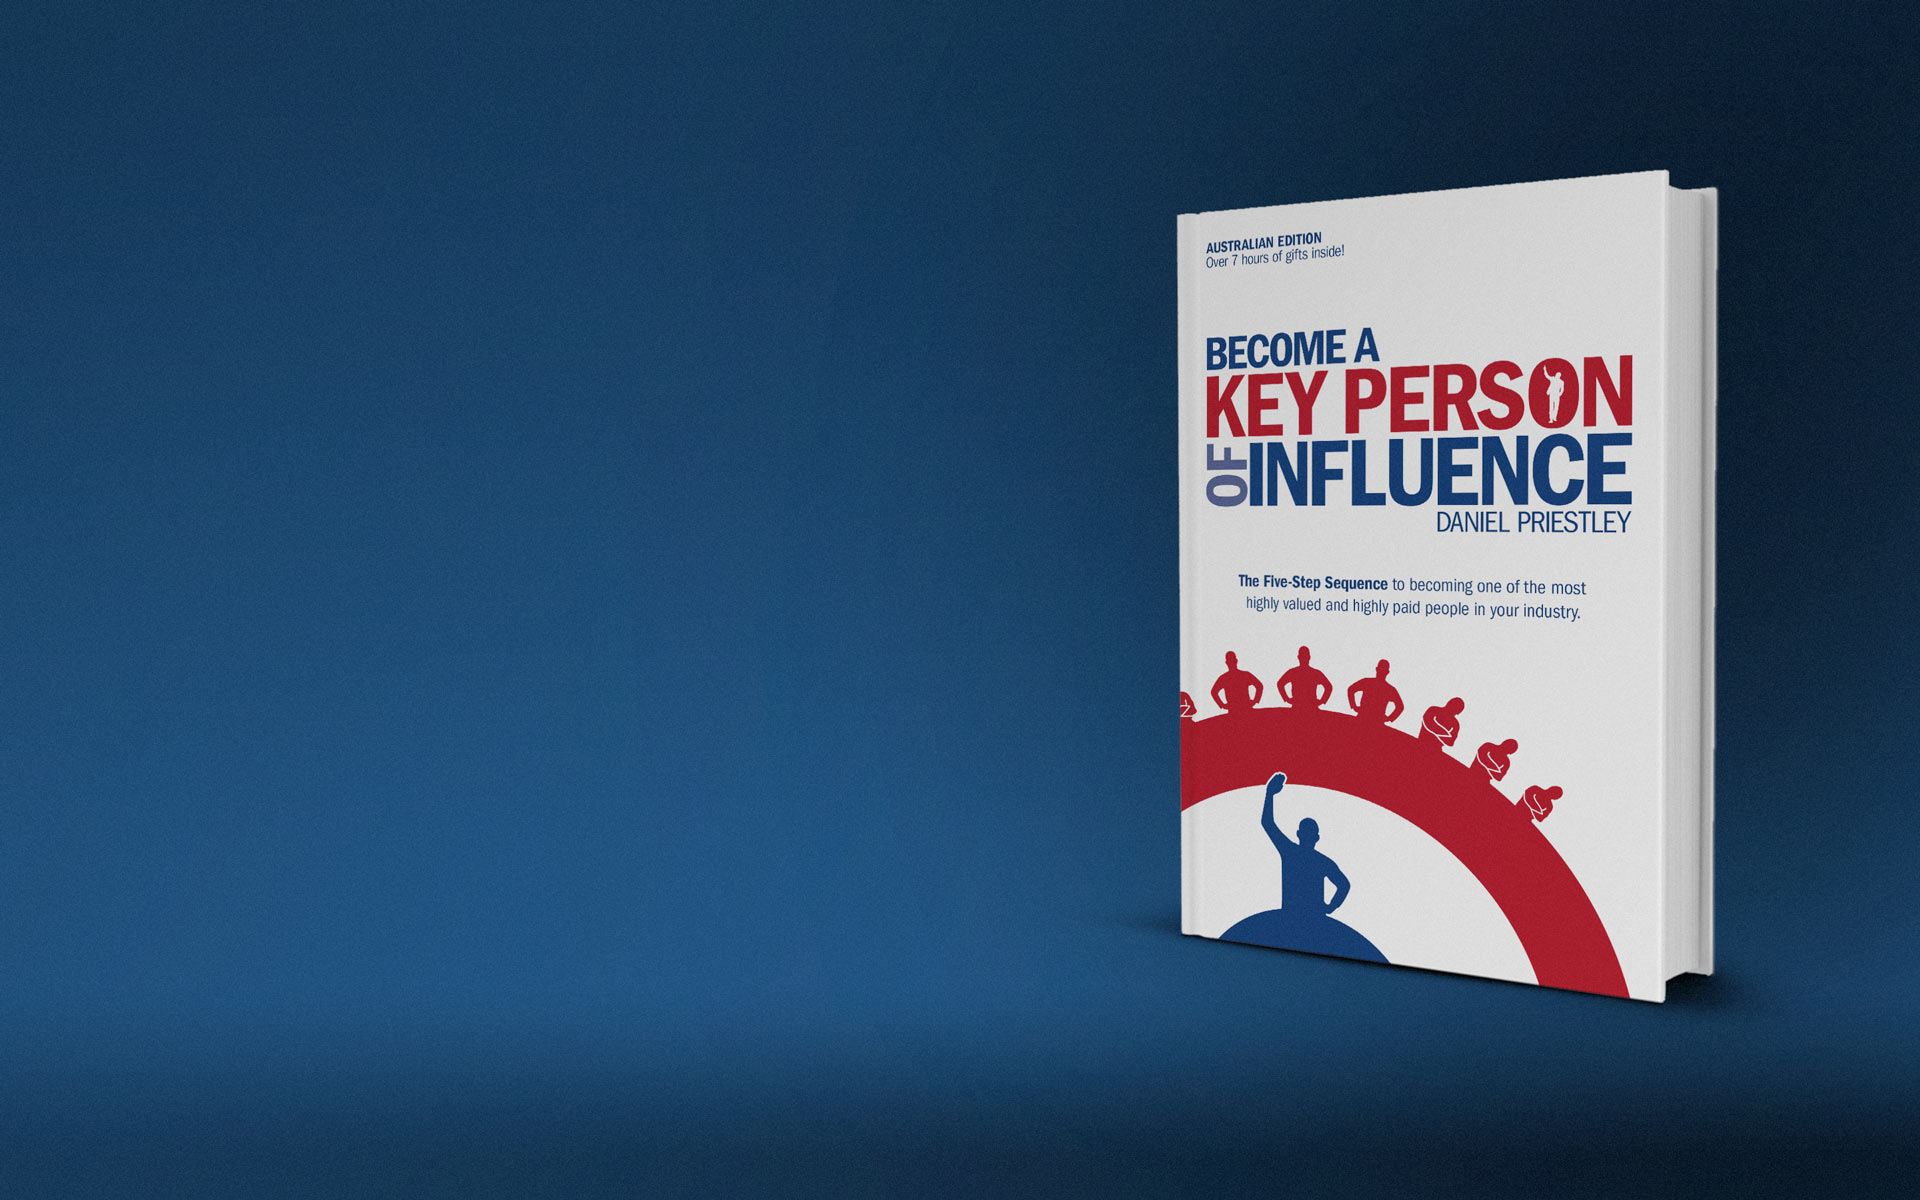 AUSTRALIAN EDITION
Over 7 hours of gifts inside!
BECOME A
KEY PERSON
OF INFLUENCE
DANIEL PRIESTLEY
The Five-Step Sequence to becoming one of the most
highly valued and highly paid people in your industry.